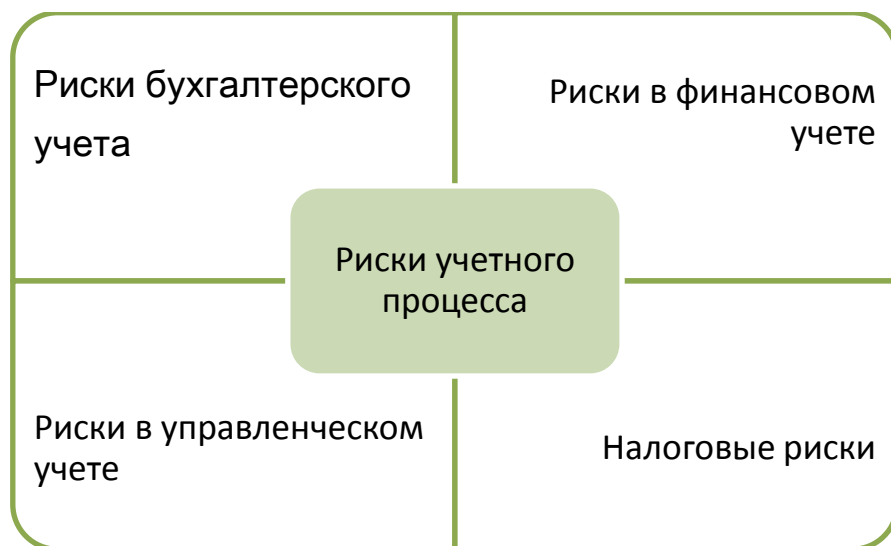 Риски бухгалтерского
учета
Риски в финансовом
учете
Риски учетного
процесса
Риски в управленческом
учете
Налоговые риски